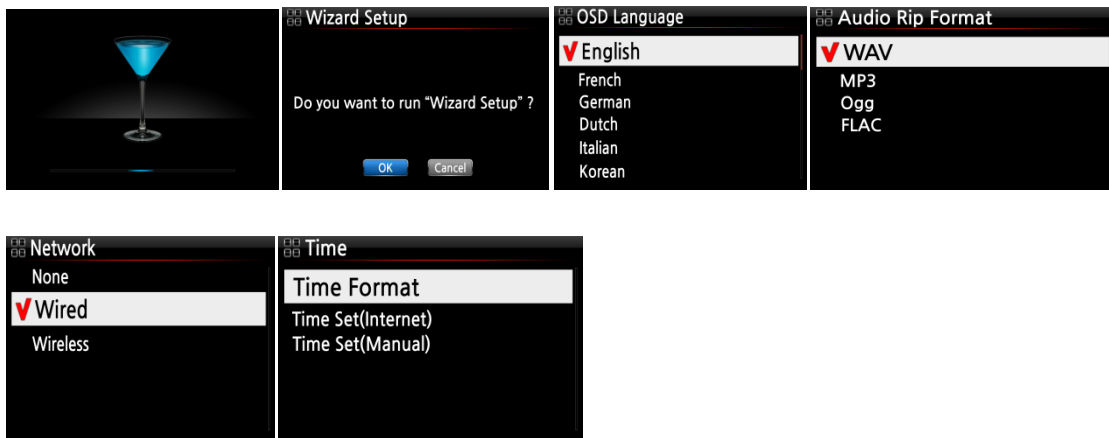 Wizard Setup
Do you want to run “Wizard Setup” ?
OK
Cancel
OSD Language
English
French
German
Dutch
Italian
Korean
Audio Rip Format
WAV
MP3
Ogg
FLAC
Network
None
Wired
Wireless
Time
Time Format
Time Set(Internet)
Time Set(Manual)